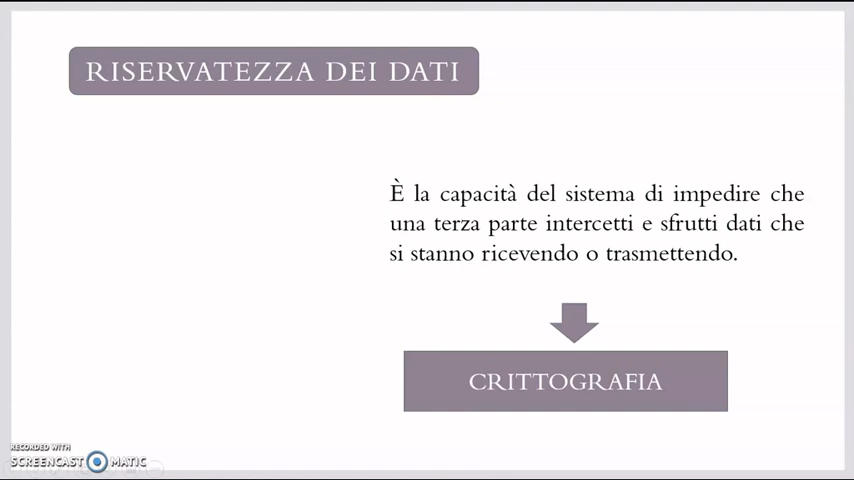 RISERVATEZZA DEI DATI
È la capacità del sistema di impedire che
una terza parte intercetti e sfrutti dati che
si stanno ricevendo o trasmettendo.
CRITTOGRAFIA
RECORDED WITH
SCREENCAST MATIC